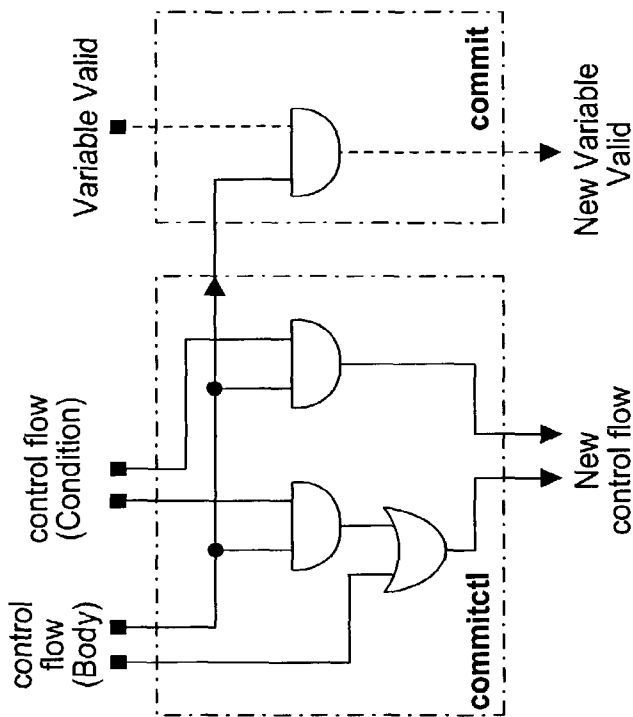 control
flow
(Body)
control flow
(Condition)
Variable Valid
commitctl
commit
New
control flow
New Variable
Valid